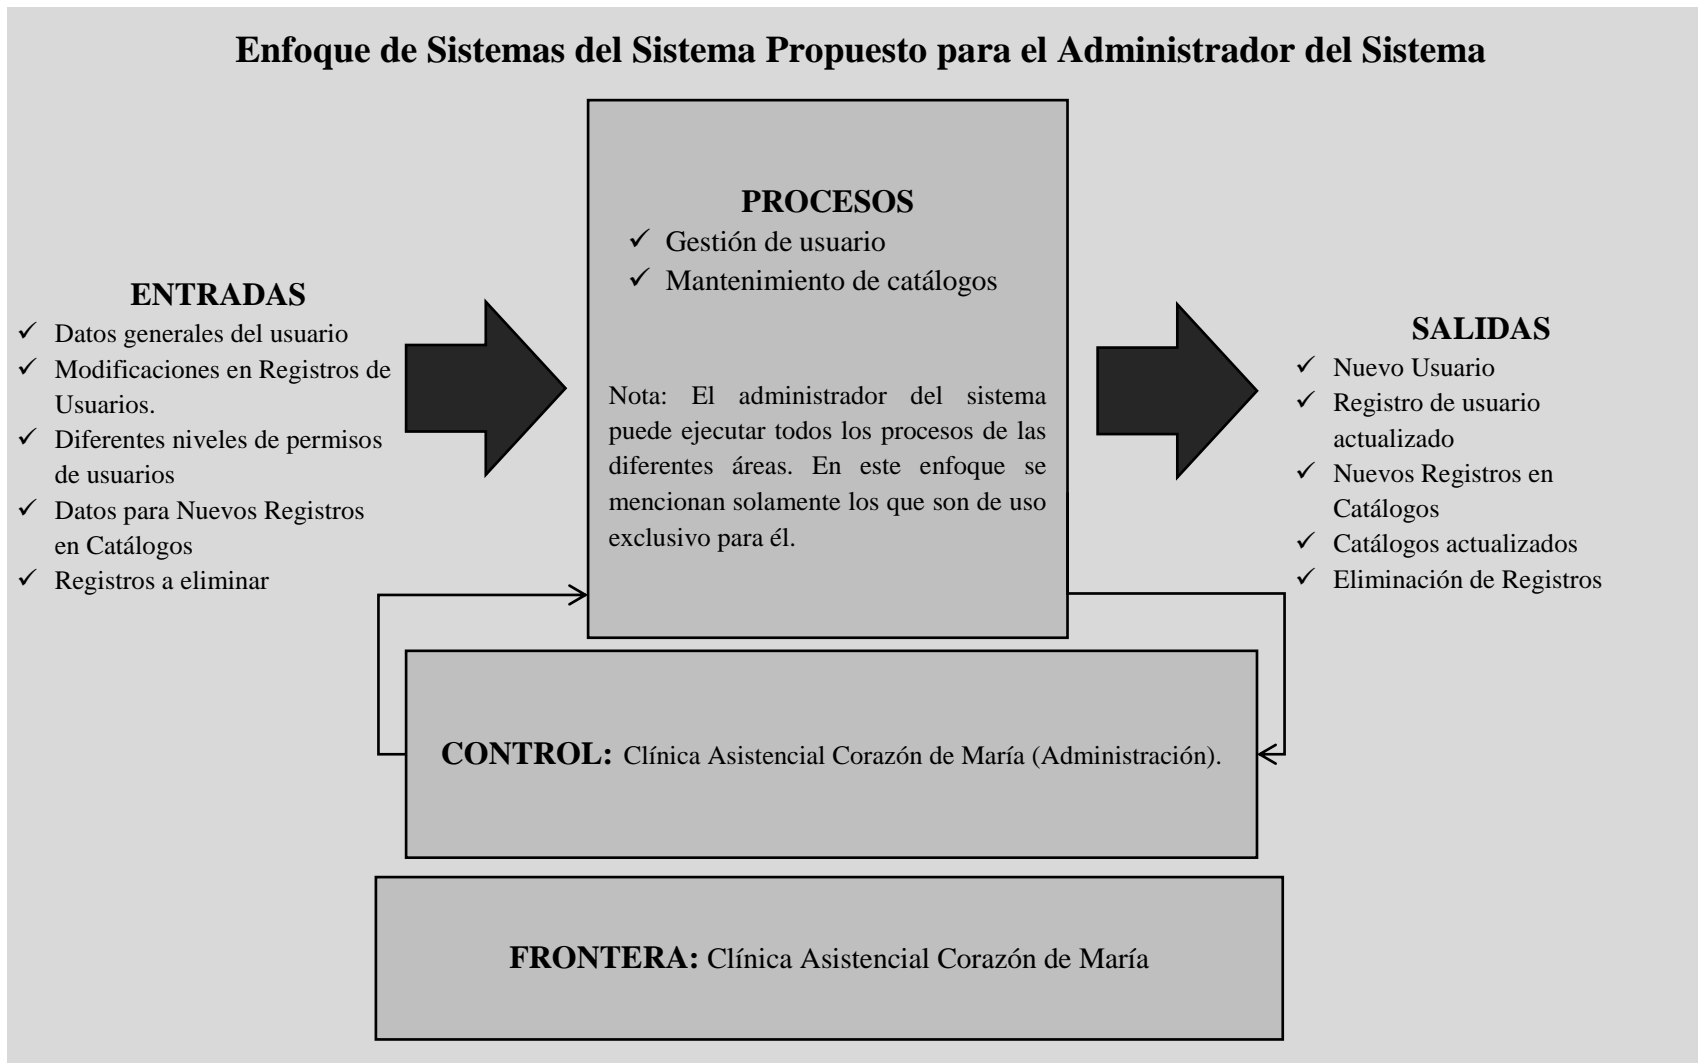 Enfoque de Sistemas del Sistema Propuesto para el Administrador del Sistema
ENTRADAS
✓ Datos generales del usuario
✓ Modificaciones en Registros de
Usuarios.
✓ Diferentes niveles de permisos
de usuarios
✓ Datos para Nuevos Registros
en Catálogos
✓ Registros a eliminar
PROCESOS
✓ Gestión de usuario
✓ Mantenimiento de catálogos
Nota: El administrador del sistema
puede ejecutar todos los procesos de las
diferentes áreas. En este enfoque se
mencionan solamente los que son de uso
exclusivo para él.
SALIDAS
✓ Nuevo Usuario
✓ Registro de usuario
actualizado
✓ Nuevos Registros en
Catálogos
✓ Catálogos actualizados
✓ Eliminación de Registros
CONTROL: Clínica Asistencial Corazón de María (Administración).
FRONTERA: Clínica Asistencial Corazón de María